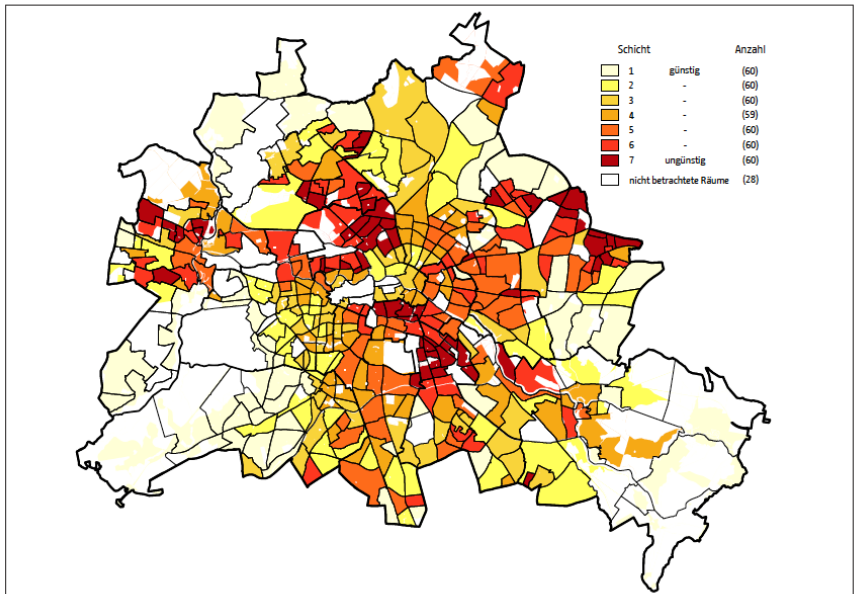 Schicht Anzahl
1 günstig (60)
2 - (60)
3 - (60)
4 - (59)
5 - (60)
6 - (60)
7 ungünstig (60)
nicht betrachtete Räume (28)